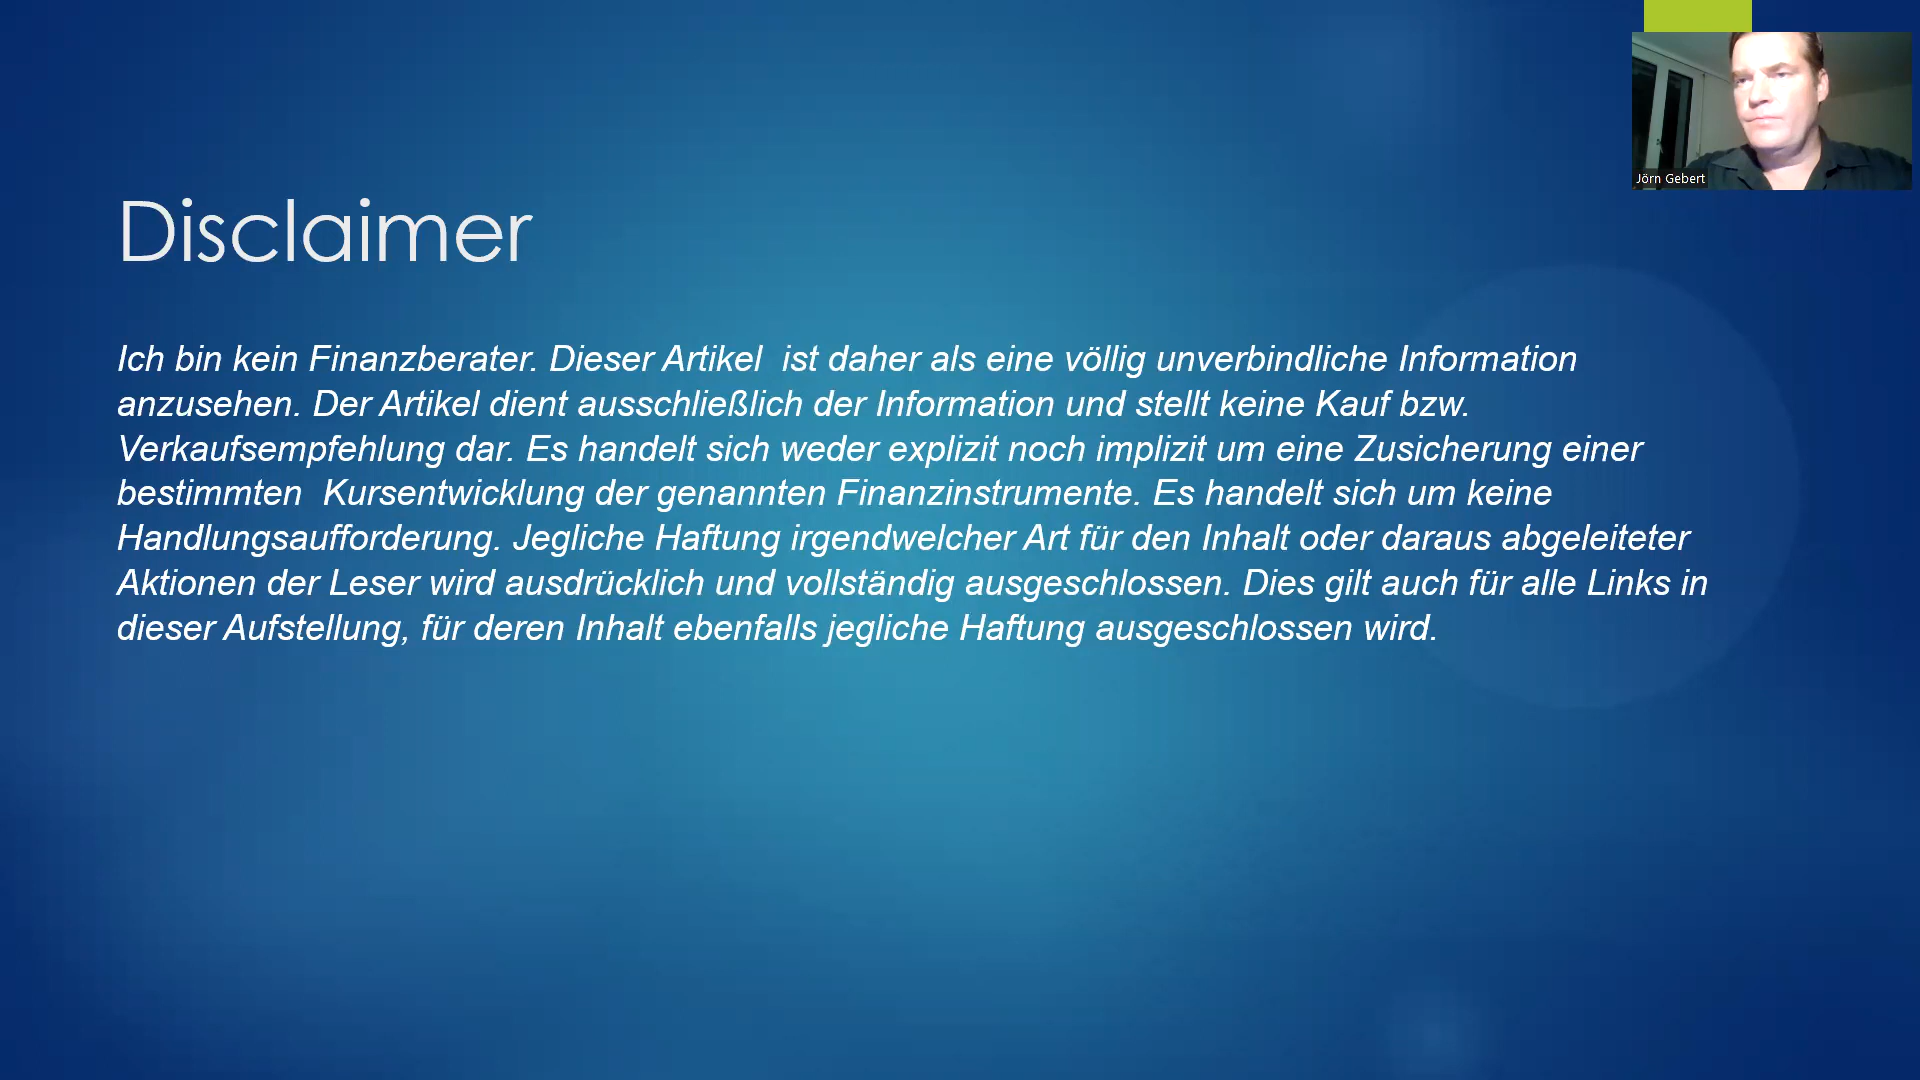 Jörn Gebert
Disclaimer
Ich bin kein Finanzberater. Dieser Artikel  ist daher als eine völlig unverbindliche Information
anzusehen. Der Artikel dient ausschließlich der Information und stellt keine Kauf bzw.
Verkaufsempfehlung dar. Es handelt sich weder explizit noch implizit um eine Zusicherung einer
bestimmten  Kursentwicklung der genannten Finanzinstrumente. Es handelt sich um keine
Handlungsaufforderung. Jegliche Haftung irgendwelcher Art für den Inhalt oder daraus abgeleiteter
Aktionen der Leser wird ausdrücklich und vollständig ausgeschlossen. Dies gilt auch für alle Links in
dieser Aufstellung, für deren Inhalt ebenfalls jegliche Haftung ausgeschlossen wird.